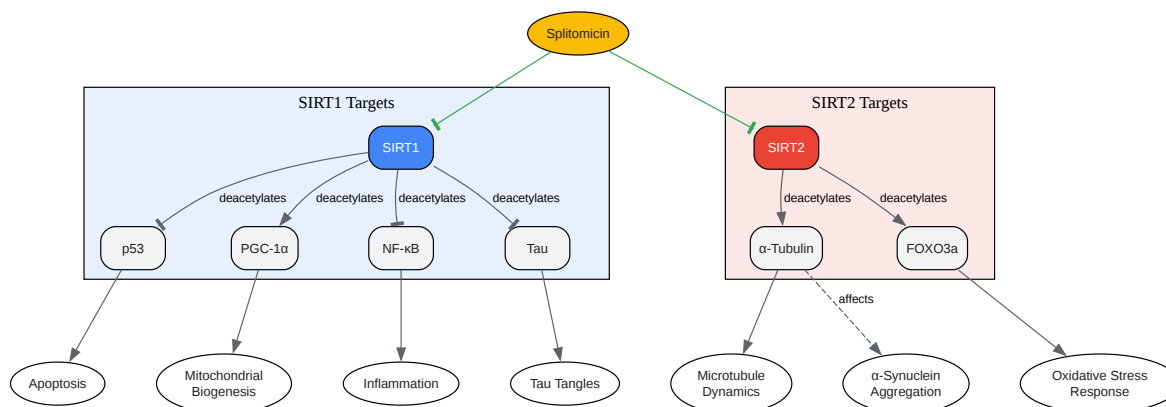 Splitomicin
SIRT1 Targets
SIRT2 Targets
SIRT1
SIRT2
deacetylates
deacetylates
deacetylates
deacetylates
deacetylates
deacetylates
p53
PGC-1α
NF-κB
Tau
α-Tubulin
FOXO3a
affects
Apoptosis
Mitochondrial
Biogenesis
Inflammation
Tau Tangles
Microtubule
Dynamics
α-Synuclein
Aggregation
Oxidative Stress
Response